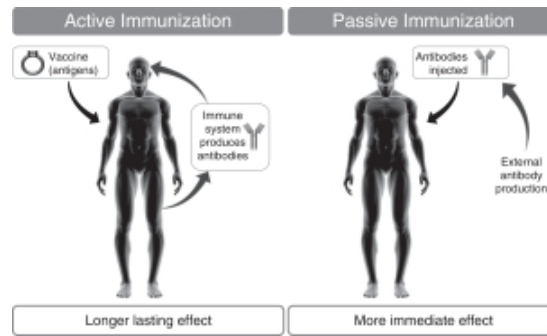 Active Immunization
Vaccine
(antigens)
Immune
system
produces
antibodies
Longer lasting effect
Passive Immunization
Antibodies
injected
External
antibody
production
More immediate effect